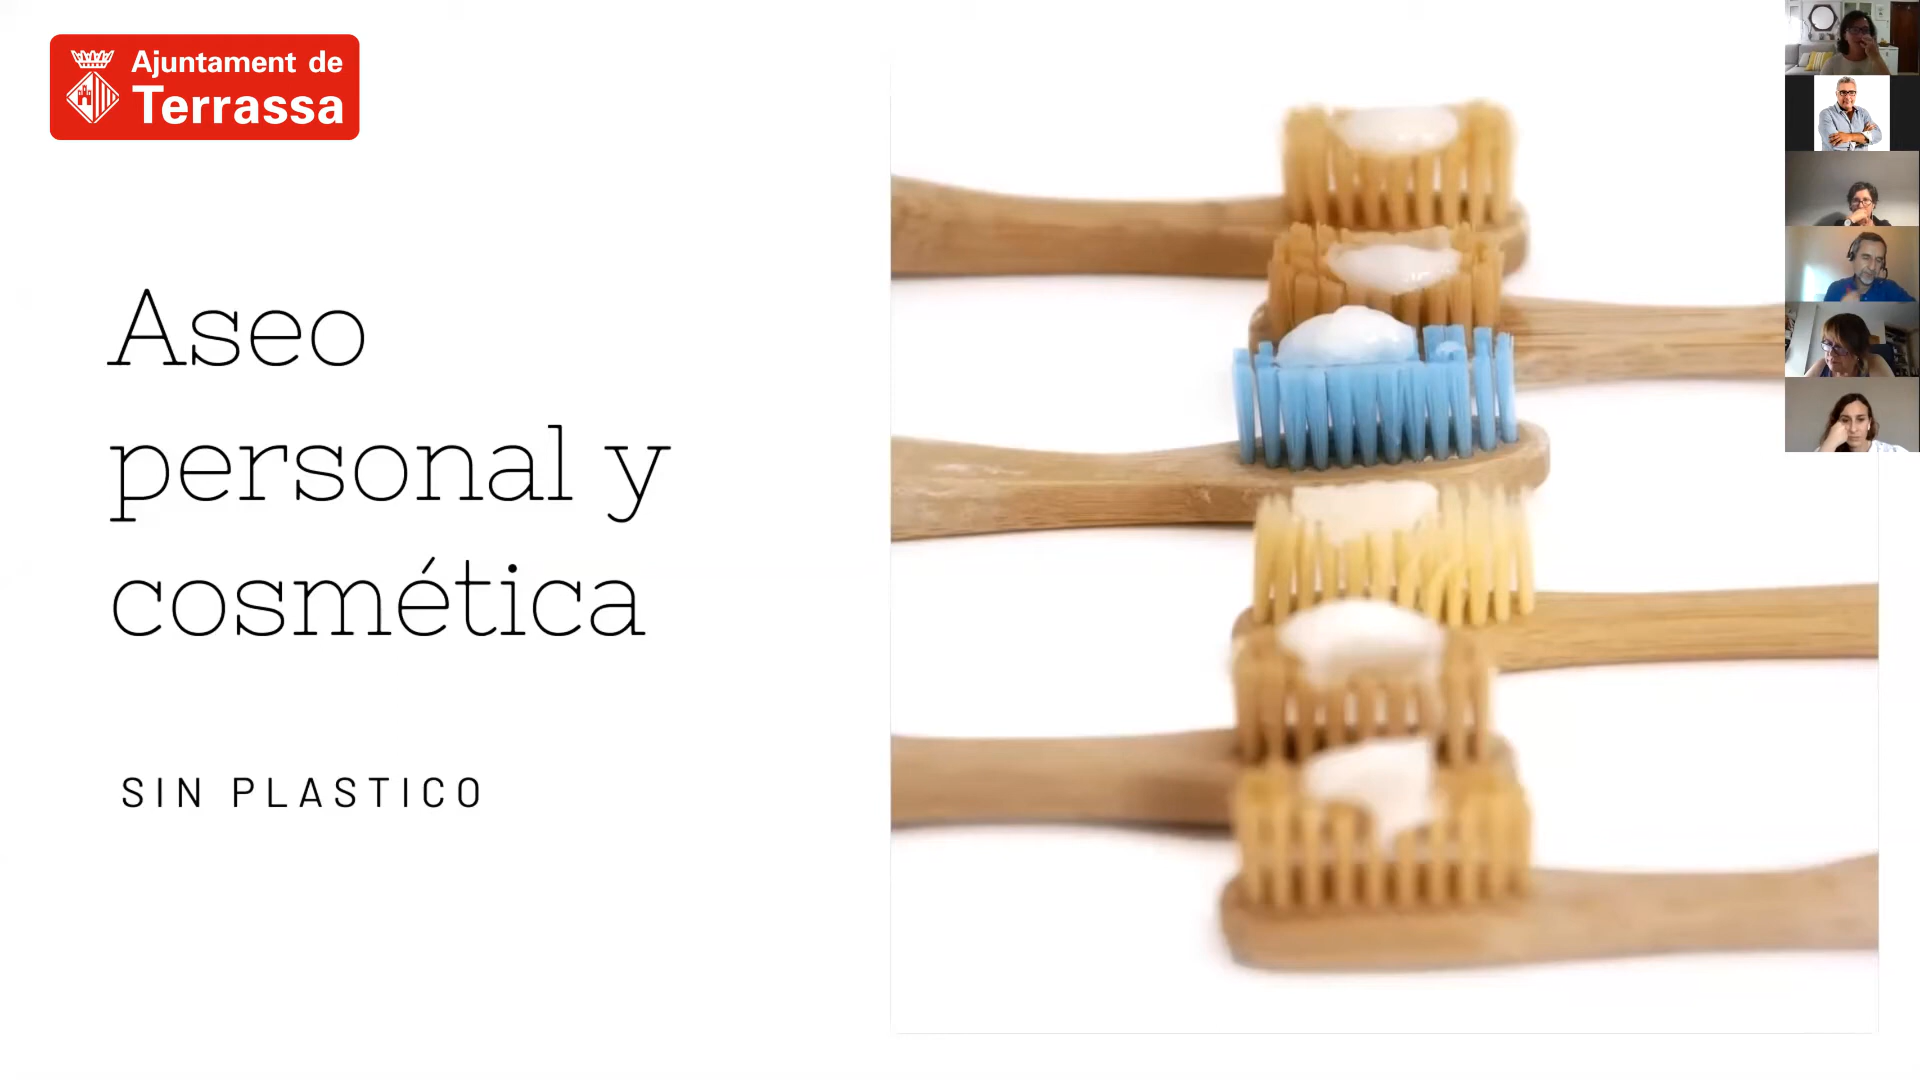 Ajuntament de
Terrassa
Aseo
personal y
cosmética
SIN PLASTICO